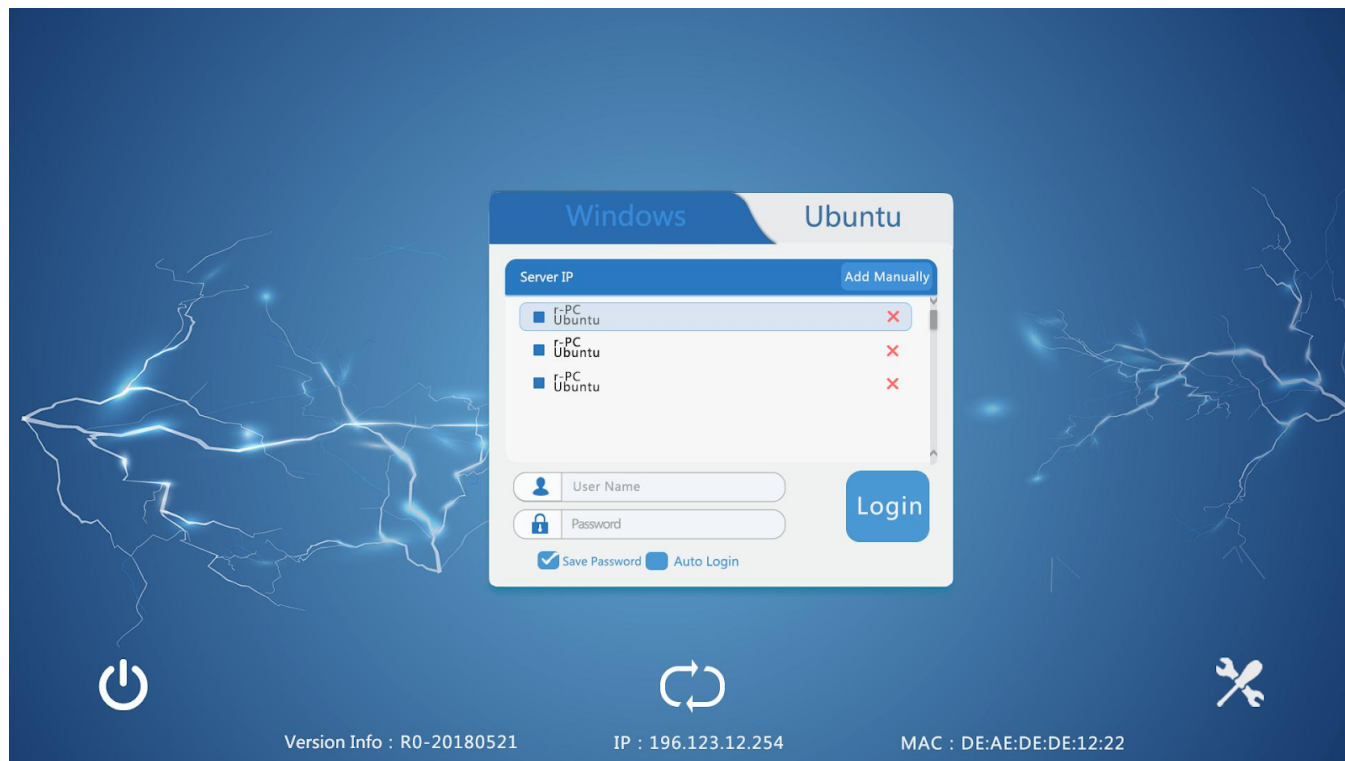 Windows Ubuntu
Server IP Add Manually
r-PC
Ubuntu
r-PC
Ubuntu
r-PC
Ubuntu
User Name
Login
Password
Save Password Auto Login
Version Info : R0-20180521 IP : 196.123.12.254 MAC : DE:AE:DE:DE:12:22